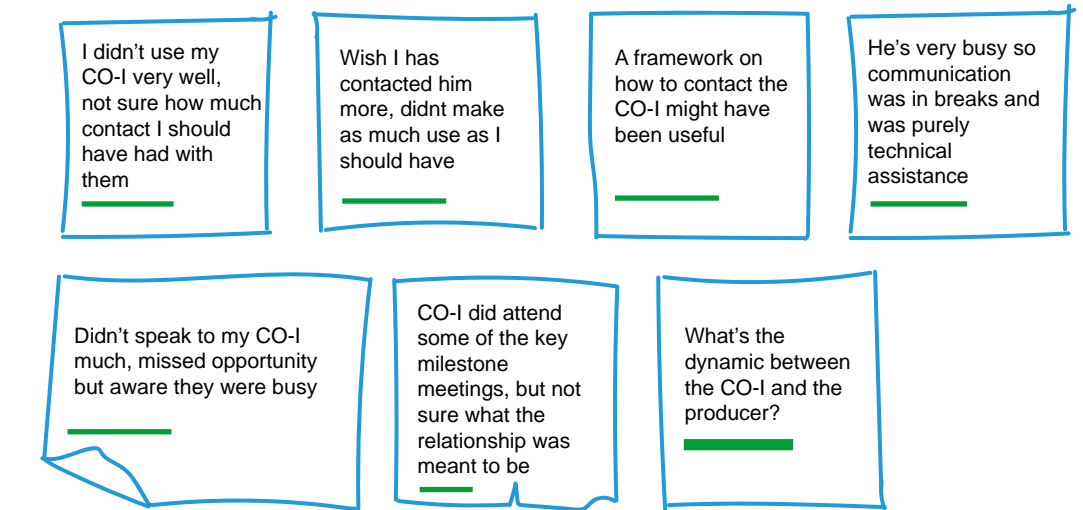 I didn't use my
CO-I very well,
not sure how much
contact I should
have had with
them
Wish I has
contacted him
more, didnt make
as much use as I
should have
A framework on
how to contact the
CO-I might have
been useful
He's very busy so
communication
was in breaks and
was purely
technical
assistance
Didn't speak to my CO-I
much, missed opportunity
but aware they were busy
CO-I did attend
some of the key
milestone
meetings, but not
sure what the
relationship was
meant to be
What's the
dynamic between
the CO-I and the
producer?